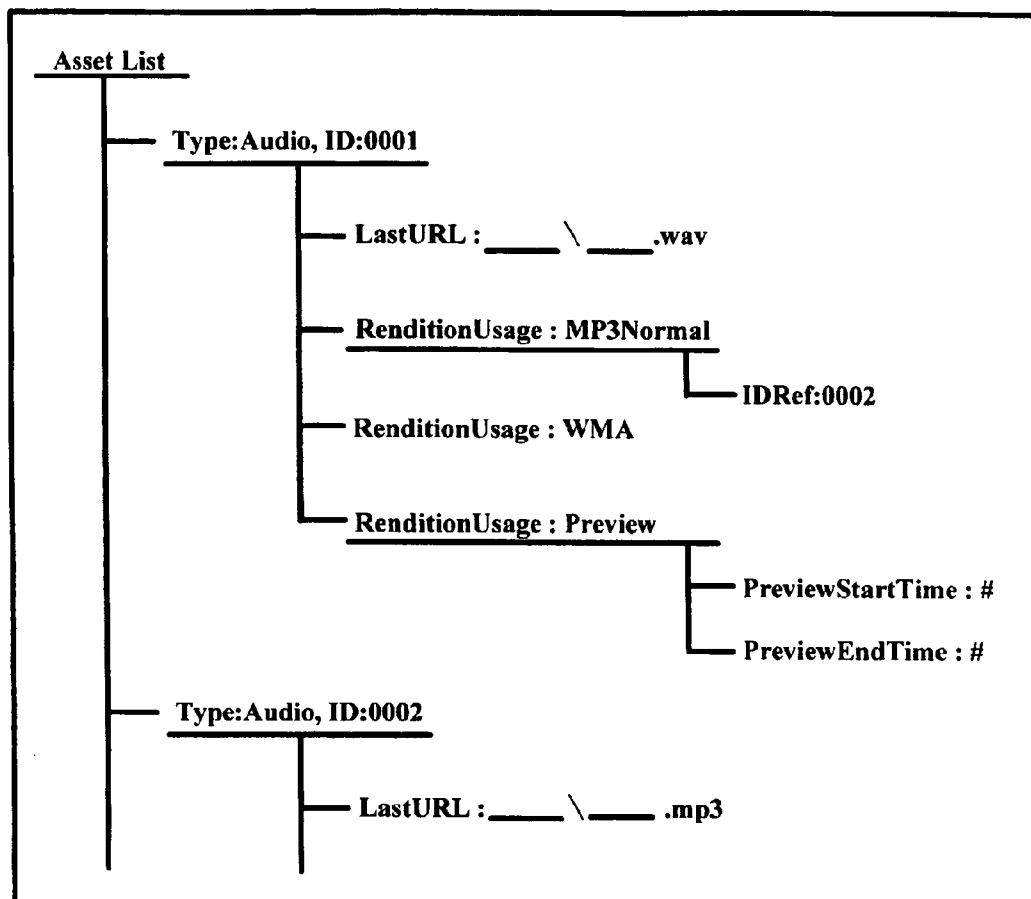 Asset List
Type:Audio, ID:0001
LastURL : ____ \ ____.wav
RenditionUsage : MP3Normal
IDRef:0002
RenditionUsage : WMA
RenditionUsage : Preview
PreviewStartTime : #
PreviewEndTime : #
Type:Audio, ID:0002
LastURL : ____ \ ____ .mp3